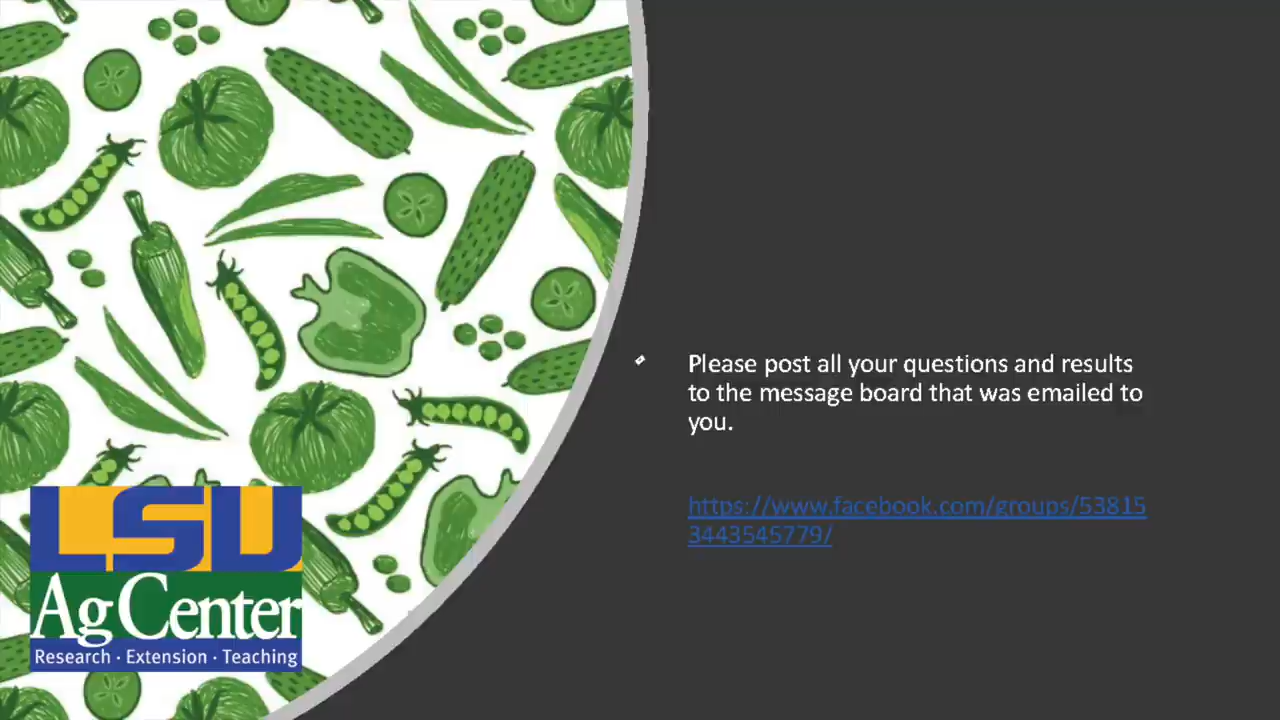 Please post all your questions and results
to the message board that was emailed to
you.
https://www.facebook.com/groups/53815
3443545779/
LSU
AgCenter
Research · Extension · Teaching